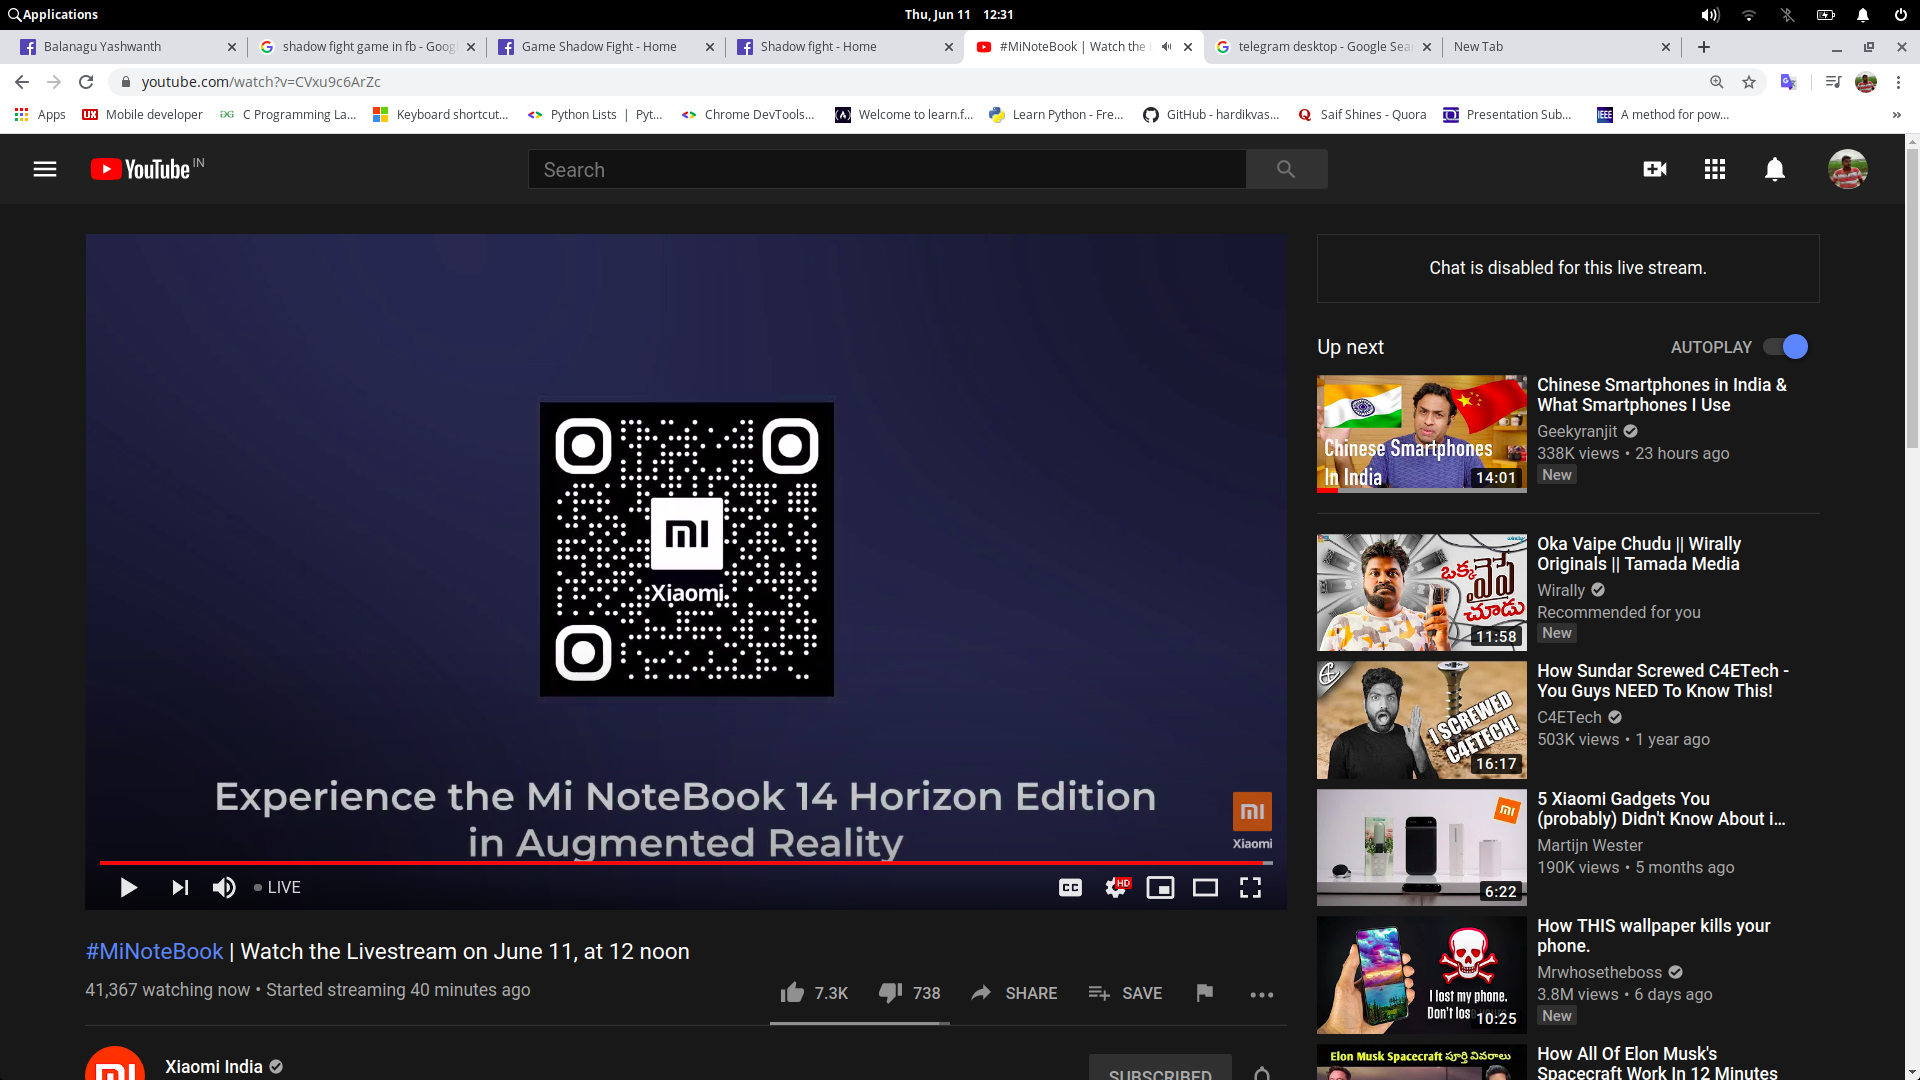 Applications
Thu, Jun 11 12:31
Balanagu Yashwanth
shadow fight game in fb - Goog
Game Shadow Fight - Home
Shadow fight - Home
#MiNoteBook | Watch the L
telegram desktop - Google Sea
New Tab
youtube.com/watch?v=CVxu9c6ArZc
Apps
Mobile developer
C Programming La...
Keyboard shortcut...
Python Lists | Pyt...
Chrome DevTools...
Welcome to learn.f...
Learn Python - Fre...
GitHub - hardikvas...
Saif Shines - Quora
Presentation Sub...
A method for pow...
YouTube IN
Search
Xiaomi
Experience the Mi NoteBook 14 Horizon Edition
in Augmented Reality
Xiaomi
LIVE
CC
HD
#MiNoteBook | Watch the Livestream on June 11, at 12 noon
41,367 watching now • Started streaming 40 minutes ago
7.3K
738
SHARE
SAVE
Xiaomi India
SUBSCRIBED
Chat is disabled for this live stream.
Up next
AUTOPLAY
Chinese Smartphones
In India
14:01
Chinese Smartphones in India &
What Smartphones I Use
Geekyranjit
338K views • 23 hours ago
New
ఒక్క
వైపే
చూడు
11:58
Oka Vaipe Chudu || Wirally
Originals || Tamada Media
Wirally
Recommended for you
New
I SCREWED
C4ETECH!
16:17
How Sundar Screwed C4ETech -
You Guys NEED To Know This!
C4ETech
503K views • 1 year ago
6:22
5 Xiaomi Gadgets You
(probably) Didn't Know About i...
Martijn Wester
190K views • 5 months ago
I lost my phone.
Don't lose yours
10:25
How THIS wallpaper kills your
phone.
Mrwhosetheboss
3.8M views • 6 days ago
New
Elon Musk Spacecraft పూర్తి వివరాలు
How All Of Elon Musk's
Spacecraft Work In 12 Minutes